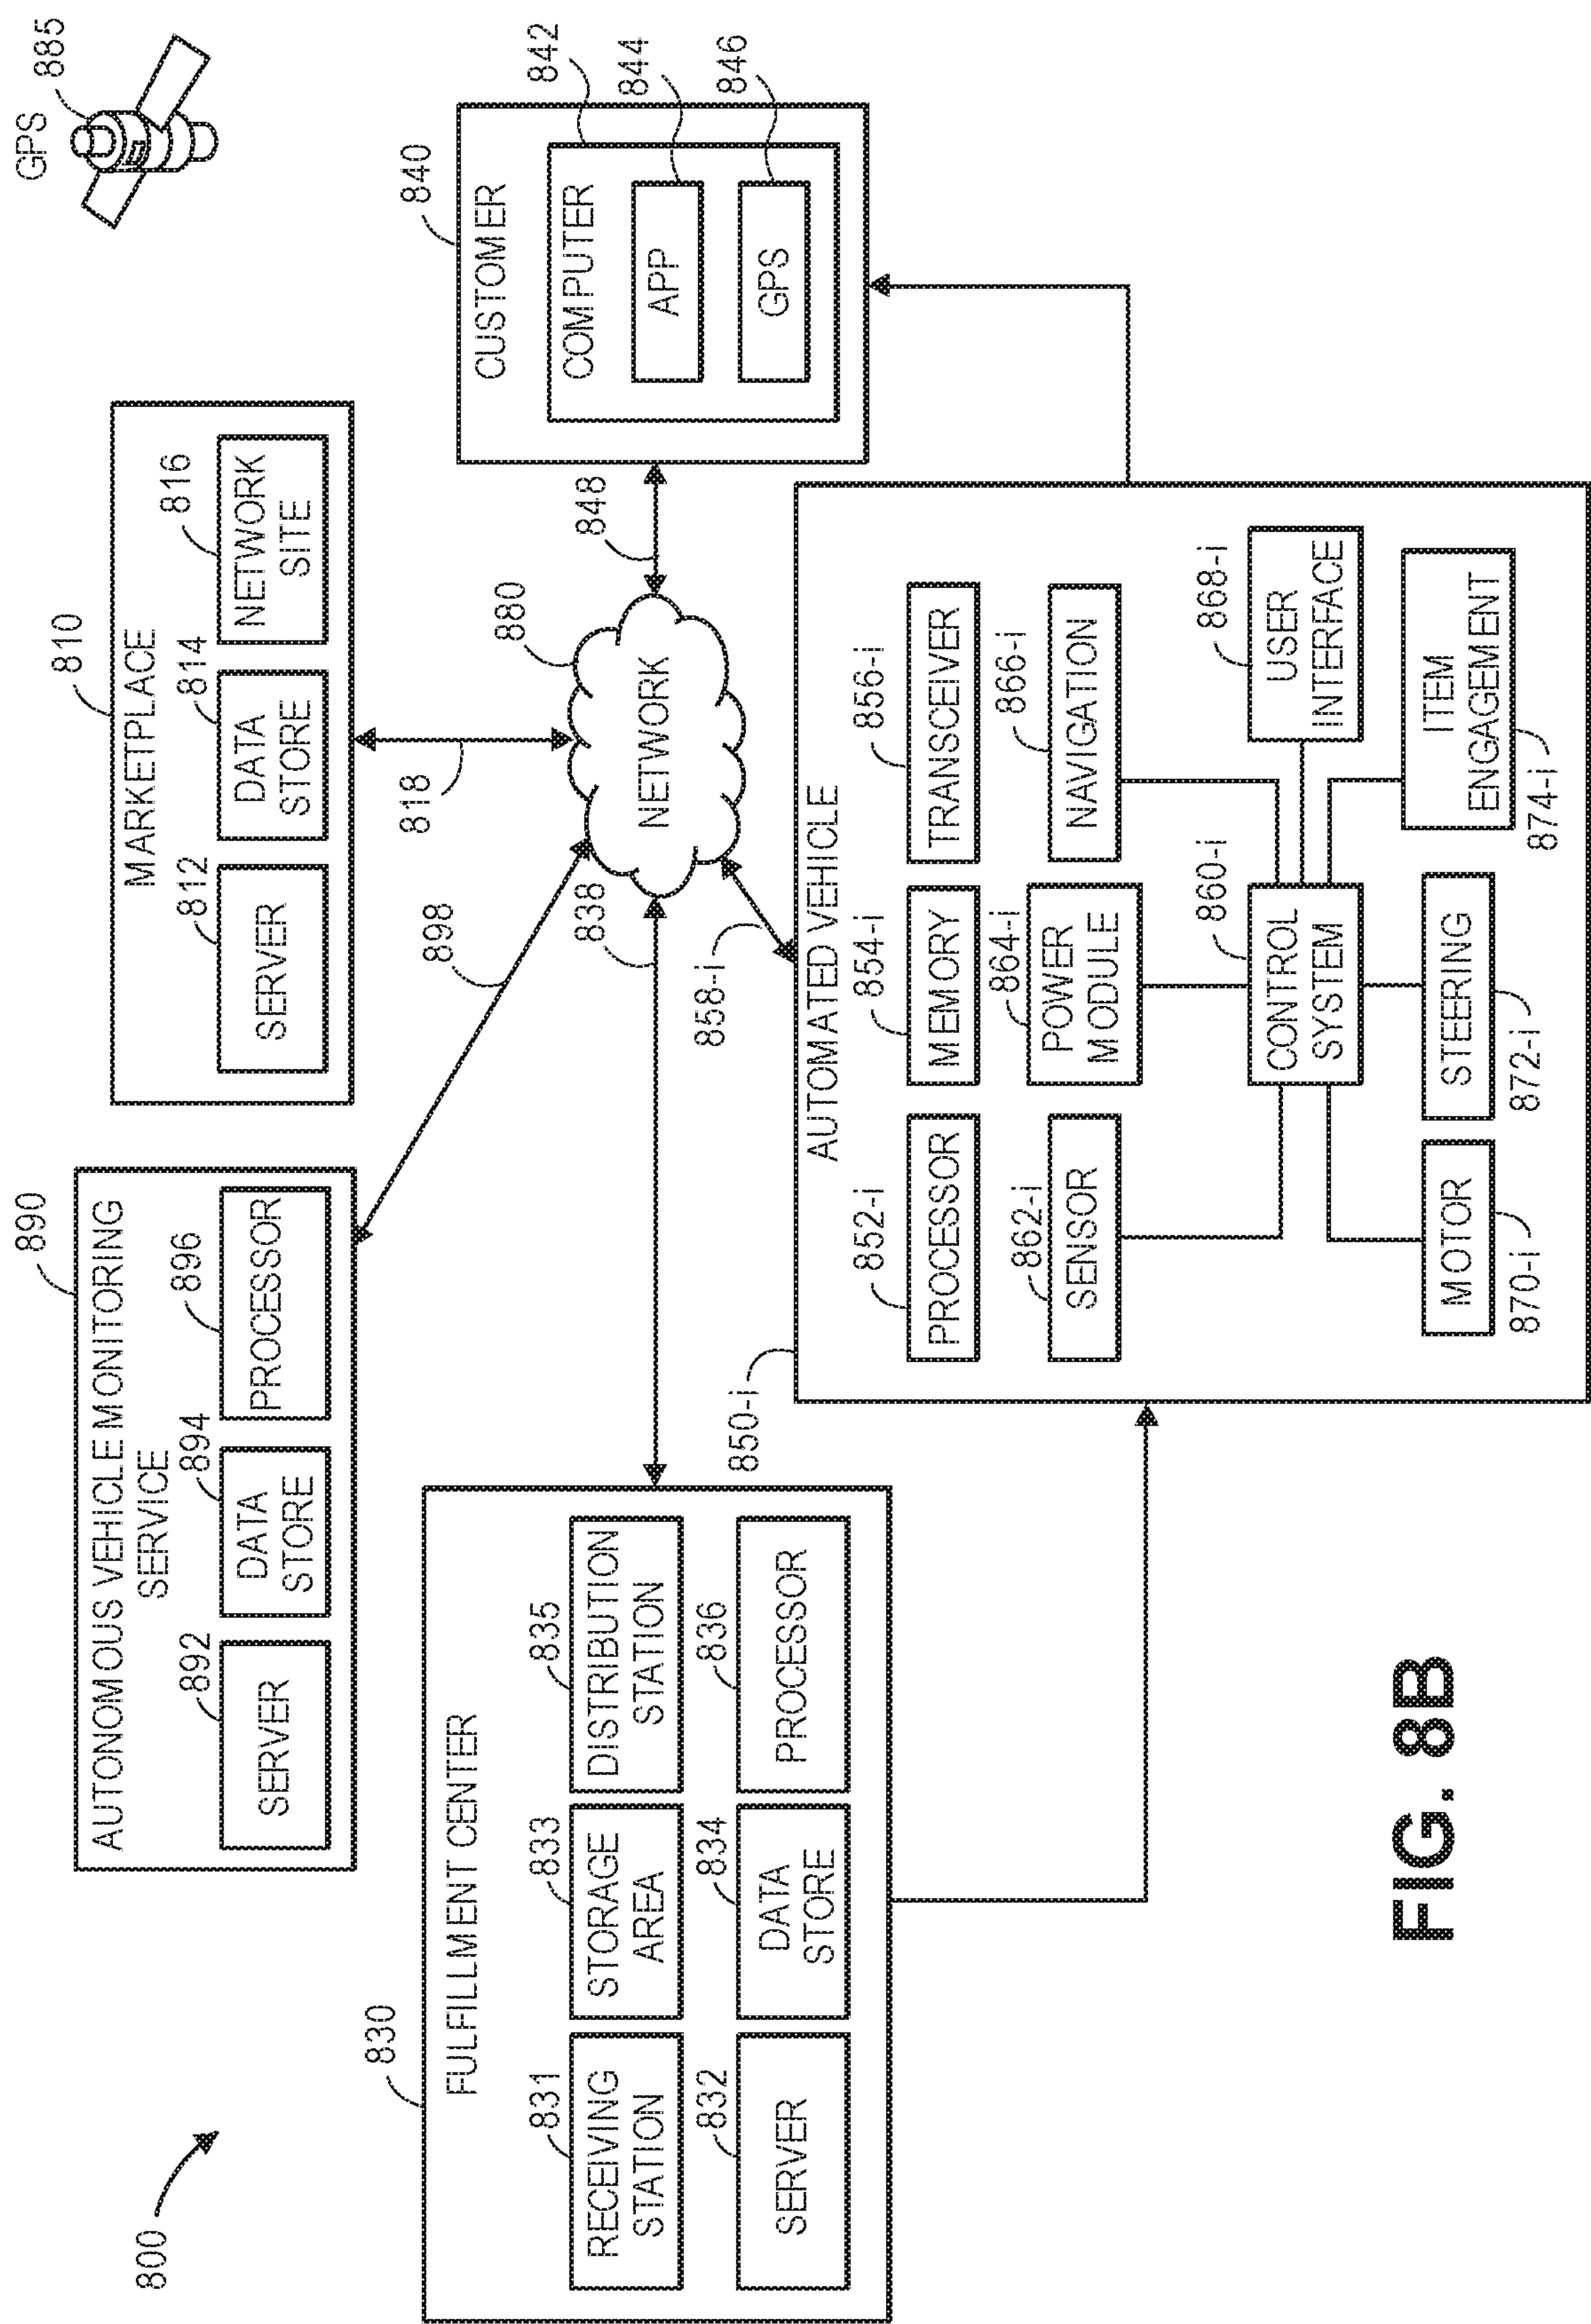 800
890
AUTONOMOUS VEHICLE MONITORING
SERVICE
892
894
896
SERVER
DATA
STORE
PROCESSOR
810
MARKETPLACE
812
814
816
SERVER
DATA
STORE
NETWORK
SITE
GPS
885
898
818
880
NETWORK
838
848
858-i
830
FULFILLMENT CENTER
831
833
835
RECEIVING
STATION
STORAGE
AREA
DISTRIBUTION
STATION
832
834
836
SERVER
DATA
STORE
PROCESSOR
840
CUSTOMER
842
COMPUTER
844
APP
846
GPS
850-i
AUTOMATED VEHICLE
852-i
854-i
856-i
PROCESSOR
MEMORY
TRANSCEIVER
862-i
864-i
866-i
SENSOR
POWER
MODULE
NAVIGATION
860-i
868-i
CONTROL
SYSTEM
USER
INTERFACE
MOTOR
STEERING
ITEM
ENGAGEMENT
870-i
872-i
874-i
FIG. 8B